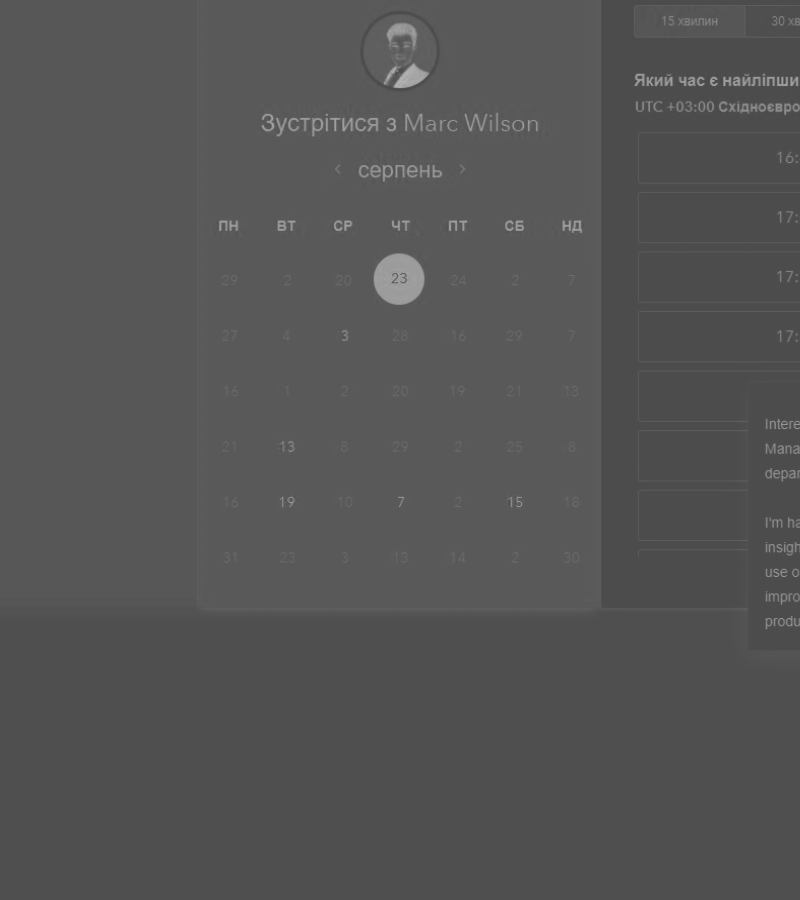 Зустрітися з Marc Wilson
‹ серпень ›
ПН ВТ СР ЧТ ПТ СБ НД
29 2 20 23 24 2 7
27 4 3 28 16 29 7
16 1 2 20 19 21 13
21 13 8 29 2 25 8
16 19 10 7 2 15 18
31 23 3 13 14 2 30
15 хвилин 30 хв
Який час є найліпши
UTC +03:00 Східноєвро
16:
17:
17:
17:
Intere
Mana
depar
I'm ha
insigh
use o
impro
produ